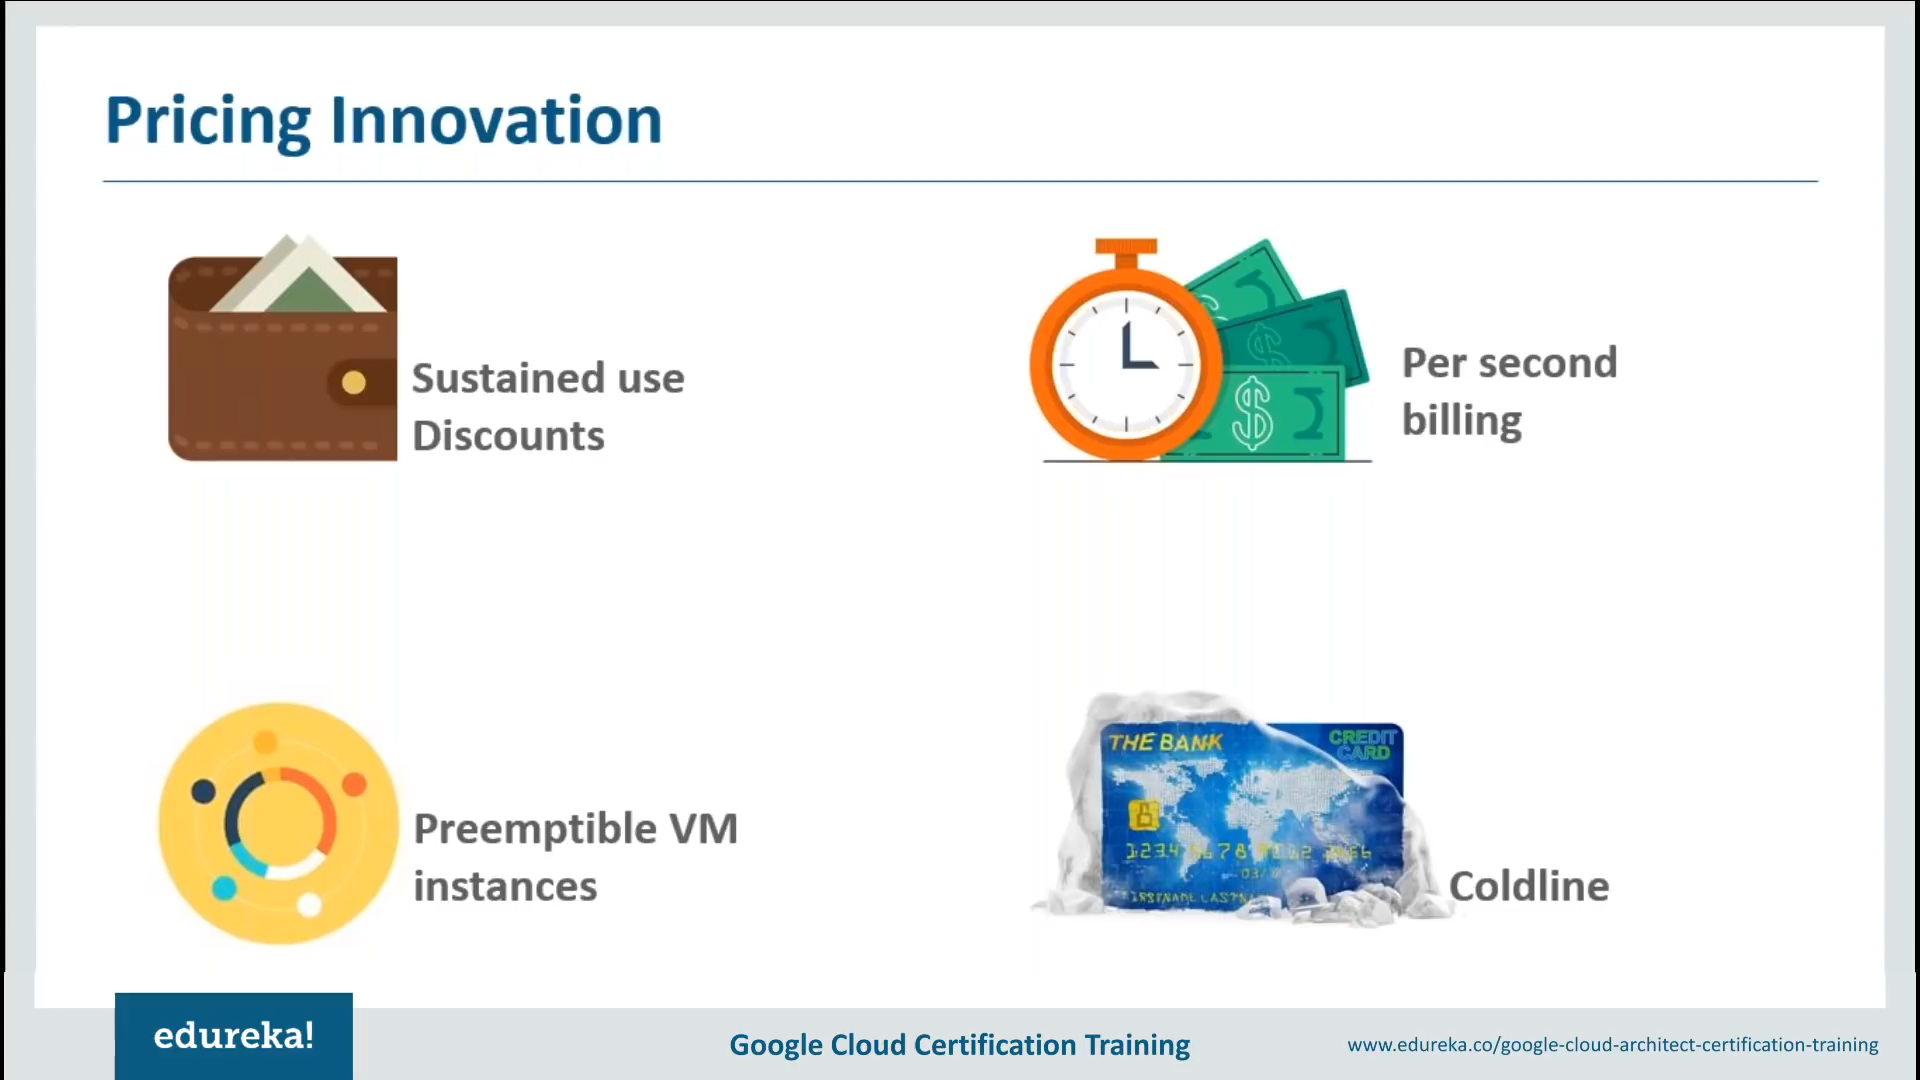 Pricing Innovation
Sustained use
Discounts
Per second
billing
Preemptible VM
instances
THE BANK
CREDIT
CARD
Coldline
edureka!
Google Cloud Certification Training
www.edureka.co/google-cloud-architect-certification-training